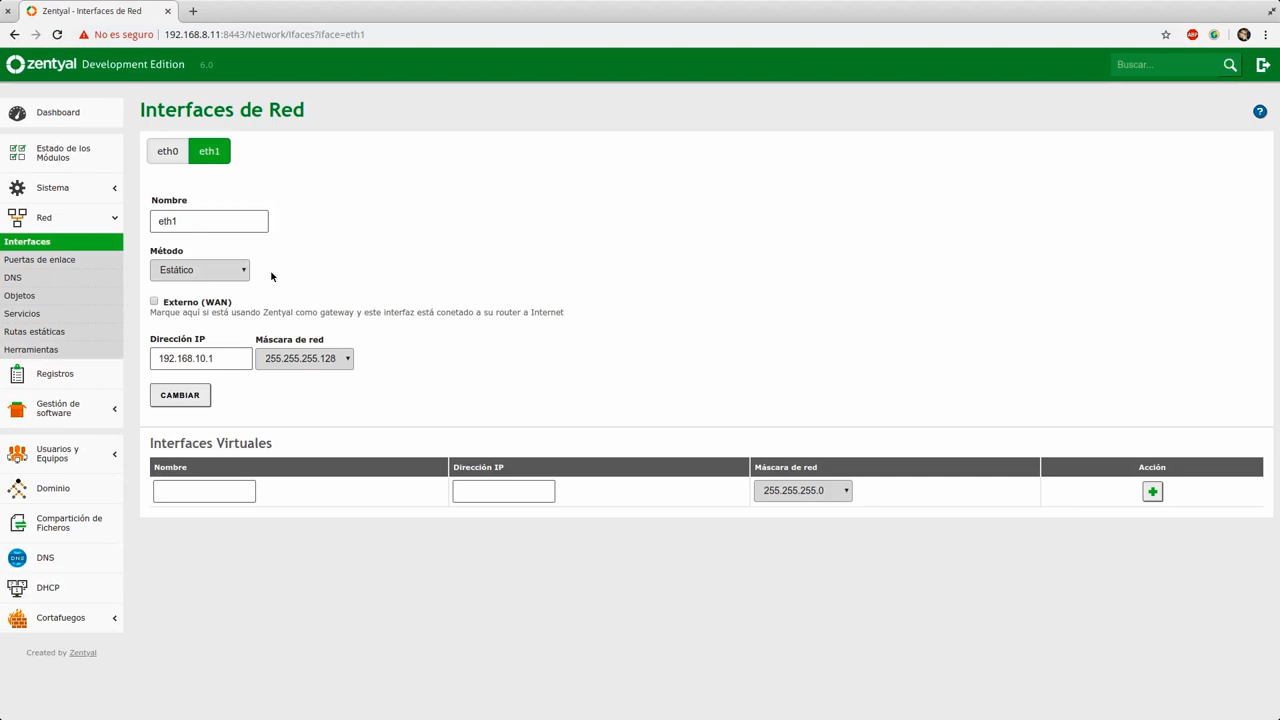 Zentyal - Interfaces de Red
No es seguro
192.168.8.11:8443/Network/Ifaces?iface=eth1
ABP
zentyal Development Edition 6.0
Buscar...
Dashboard
Estado de los
Módulos
Sistema
Red
Interfaces
Puertas de enlace
DNS
Objetos
Servicios
Rutas estáticas
Herramientas
Registros
Gestión de
software
Usuarios y
Equipos
Dominio
Compartición de
Ficheros
DNS
DNS
DHCP
Cortafuegos
Created by Zentyal
Interfaces de Red
?
eth0 eth1
Nombre
eth1
Método
Estático
Externo (WAN)
Marque aquí si está usando Zentyal como gateway y este interfaz está conetado a su router a Internet
Dirección IP Máscara de red
192.168.10.1 255.255.255.128
CAMBIAR
Interfaces Virtuales
Nombre Dirección IP Máscara de red Acción
255.255.255.0